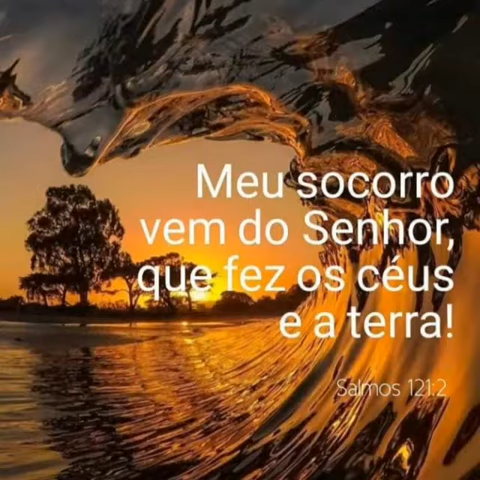 Meu socorro
vem do Senhor,
que fez os céus
e a terra!
Salmos 121:2